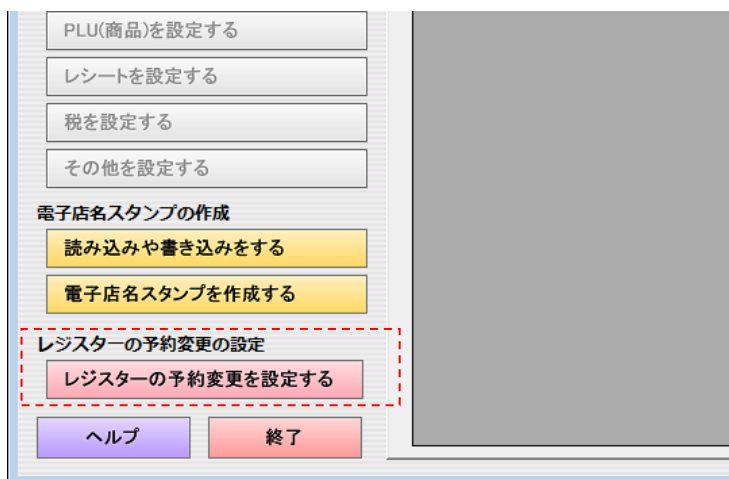 PLU(商品)を設定する
レシートを設定する
税を設定する
その他を設定する
電子店名スタンプの作成
読み込みや書き込みをする
電子店名スタンプを作成する
レジスターの予約変更の設定
レジスターの予約変更を設定する
ヘルプ
終了